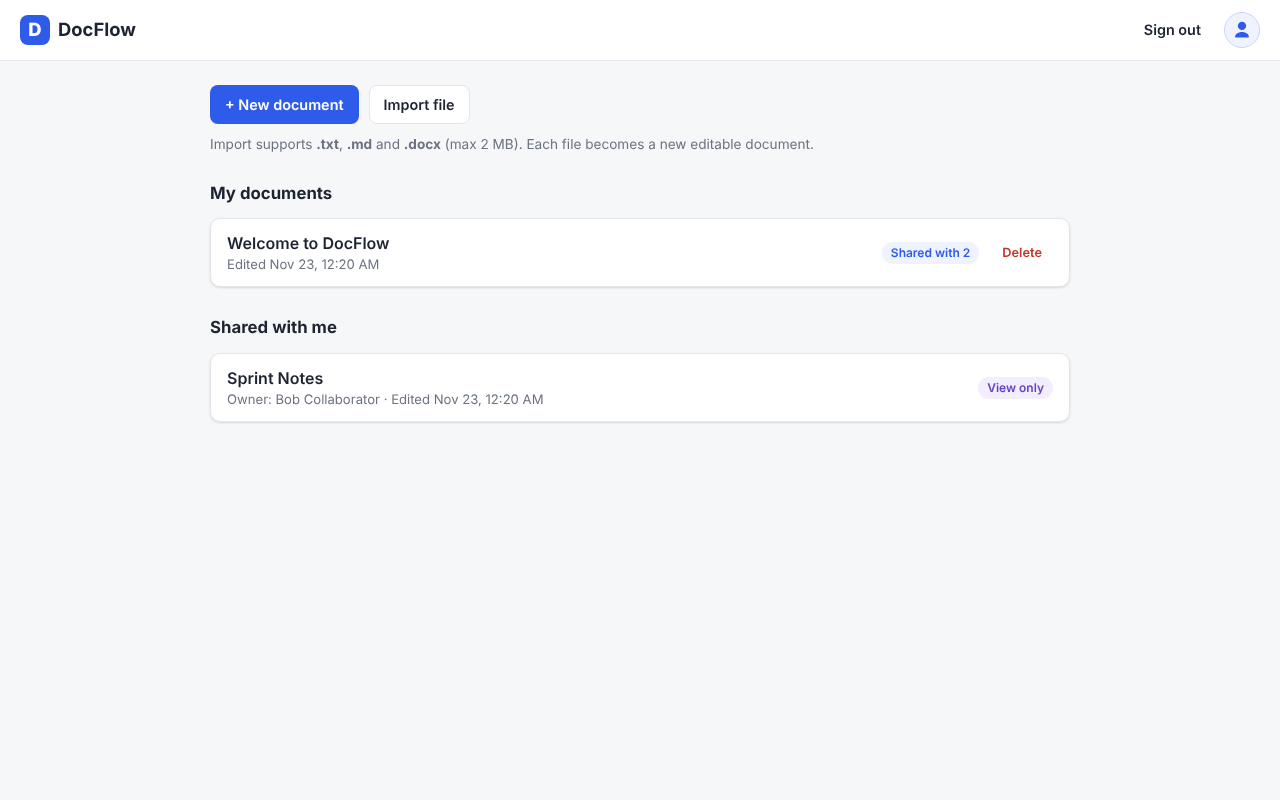 D DocFlow
Sign out
+ New document
Import file
Import supports .txt, .md and .docx (max 2 MB). Each file becomes a new editable document.
My documents
Welcome to DocFlow
Edited Nov 23, 12:20 AM
Shared with 2
Delete
Shared with me
Sprint Notes
Owner: Bob Collaborator · Edited Nov 23, 12:20 AM
View only